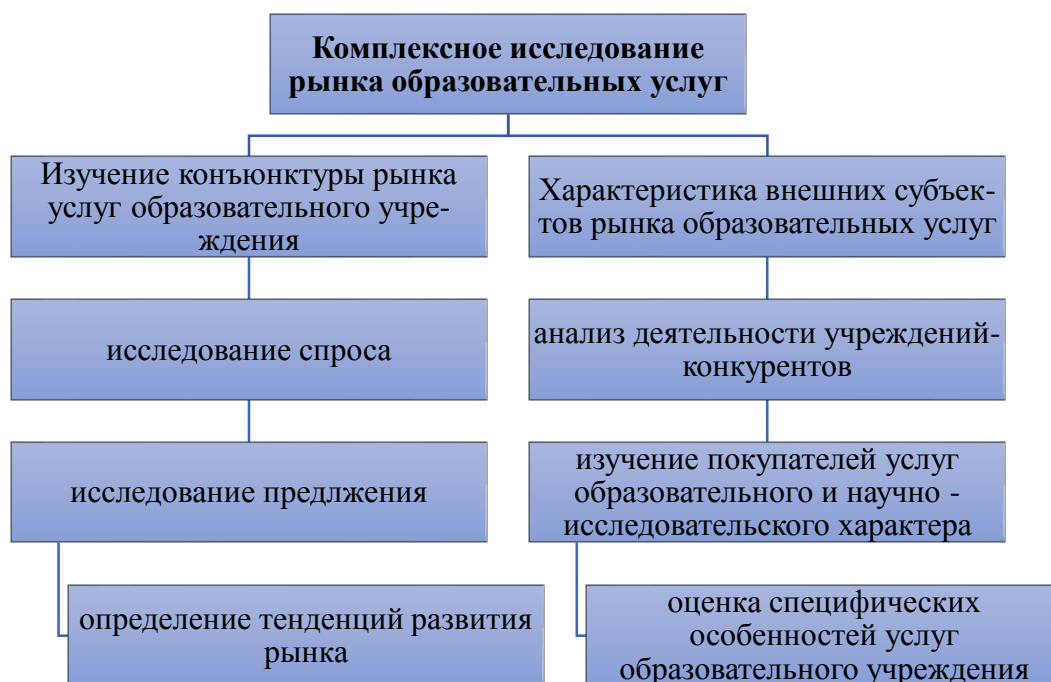 Комплексное исследование
рынка образовательных услуг
Изучение конъюнктуры рынка
услуг образовательного учре-
ждения
исследование спроса
исследование предлжения
определение тенденций развития
рынка
Характеристика внешних субъек-
тов рынка образовательных услуг
анализ деятельности учреждений-
конкурентов
изучение покупателей услуг
образовательного и научно -
исследовательского характера
оценка специфических
особенностей услуг
образовательного учреждения